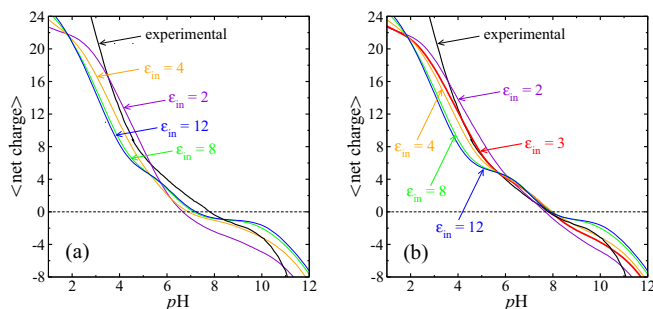 24
20
16
12
8
4
0
-4
-8
<net charge>
experimental
ε_in = 4
ε_in = 2
ε_in = 12
ε_in = 8
(a)
2 4 6 8 10 12
pH
24
20
16
12
8
4
0
-4
-8
<net charge>
experimental
ε_in = 2
ε_in = 3
ε_in = 4
ε_in = 8
ε_in = 12
(b)
2 4 6 8 10 12
pH